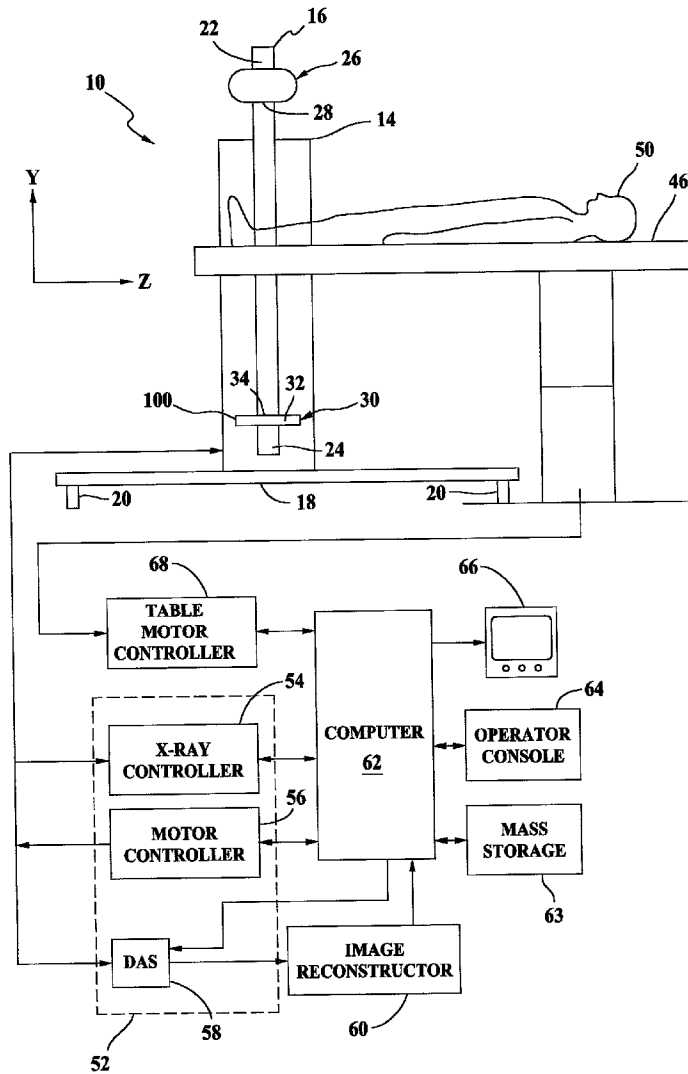 16
22
26
10
28
14
50
46
Y
Z
34
32
100
30
24
20
18
20
68
66
TABLE
MOTOR
CONTROLLER
54
64
X-RAY
CONTROLLER
COMPUTER
62
OPERATOR
CONSOLE
56
MOTOR
CONTROLLER
MASS
STORAGE
63
DAS
IMAGE
RECONSTRUCTOR
58
60
52